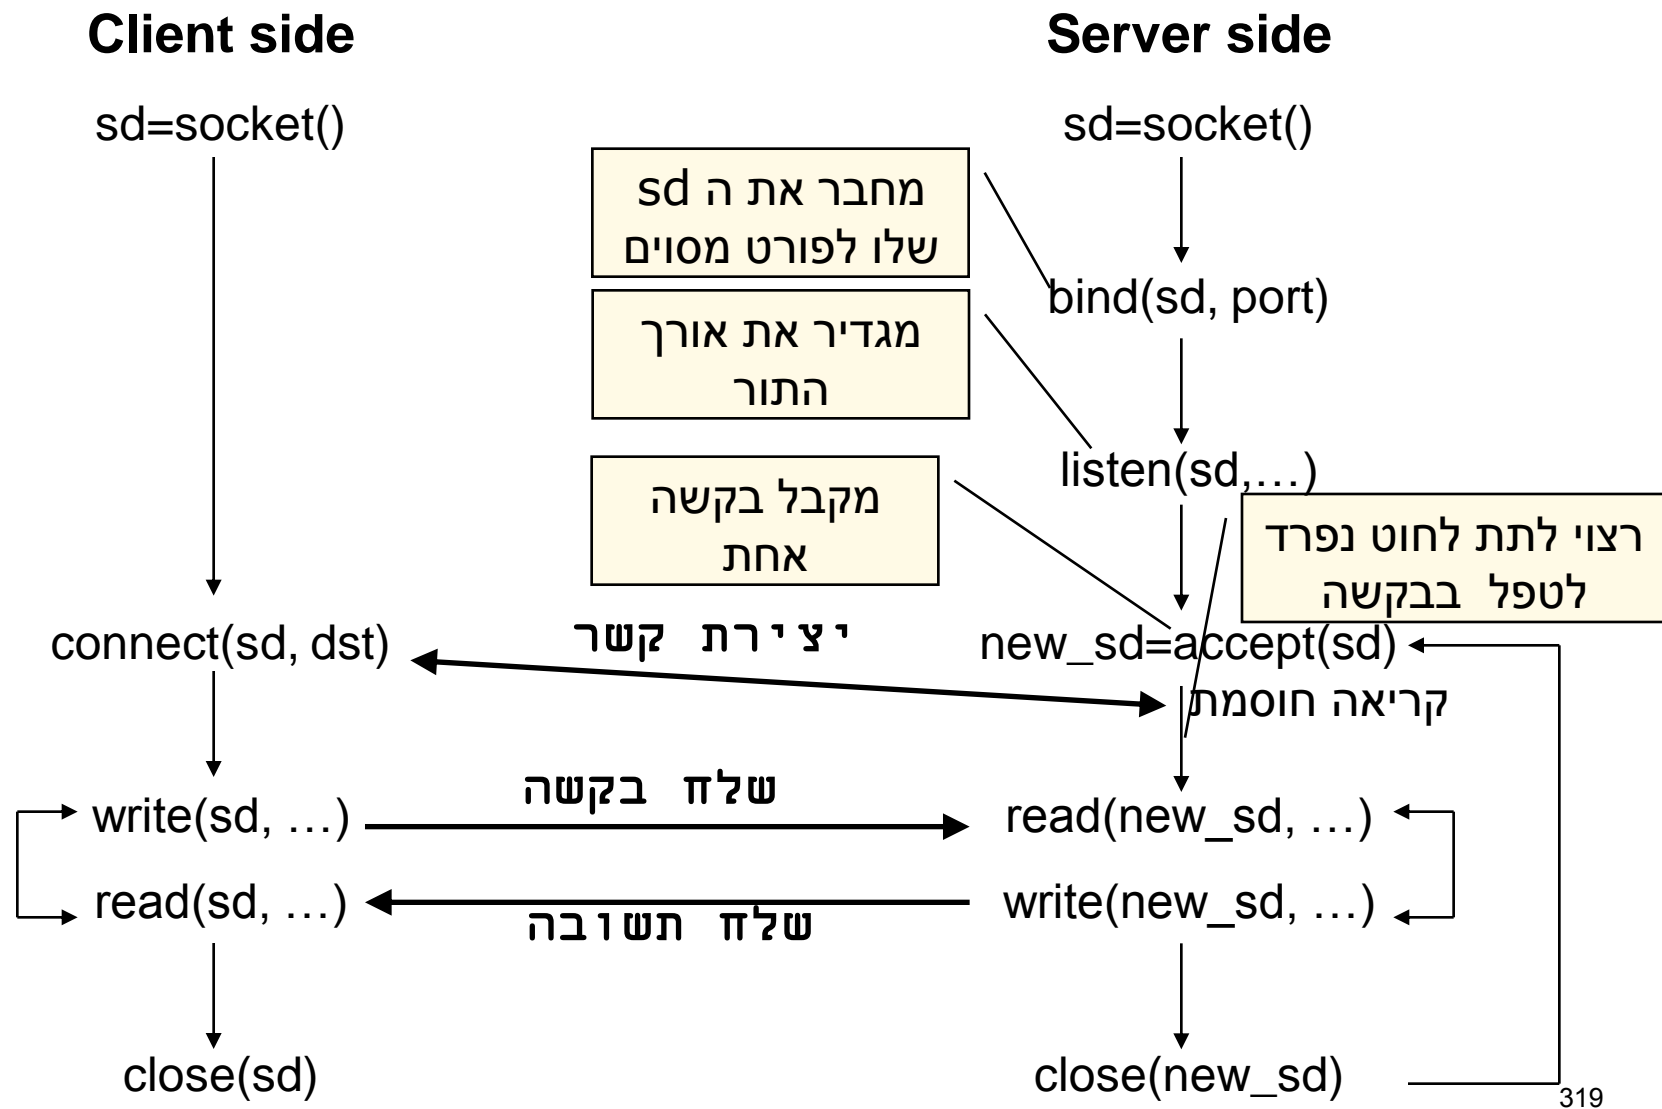 Client side
Server side
sd=socket()
sd=socket()
מחבר את ה sd
שלו לפורט מסוים
bind(sd, port)
מגדיר את אורך
התור
listen(sd,…)
מקבל בקשה
אחת
רצוי לתת לחוט נפרד
לטפל בבקשה
connect(sd, dst)
יצירת קשר
new_sd=accept(sd)
קריאה חוסמת
write(sd, …)
שלח בקשה
read(new_sd, …)
read(sd, …)
שלח תשובה
write(new_sd, …)
close(sd)
close(new_sd)
319